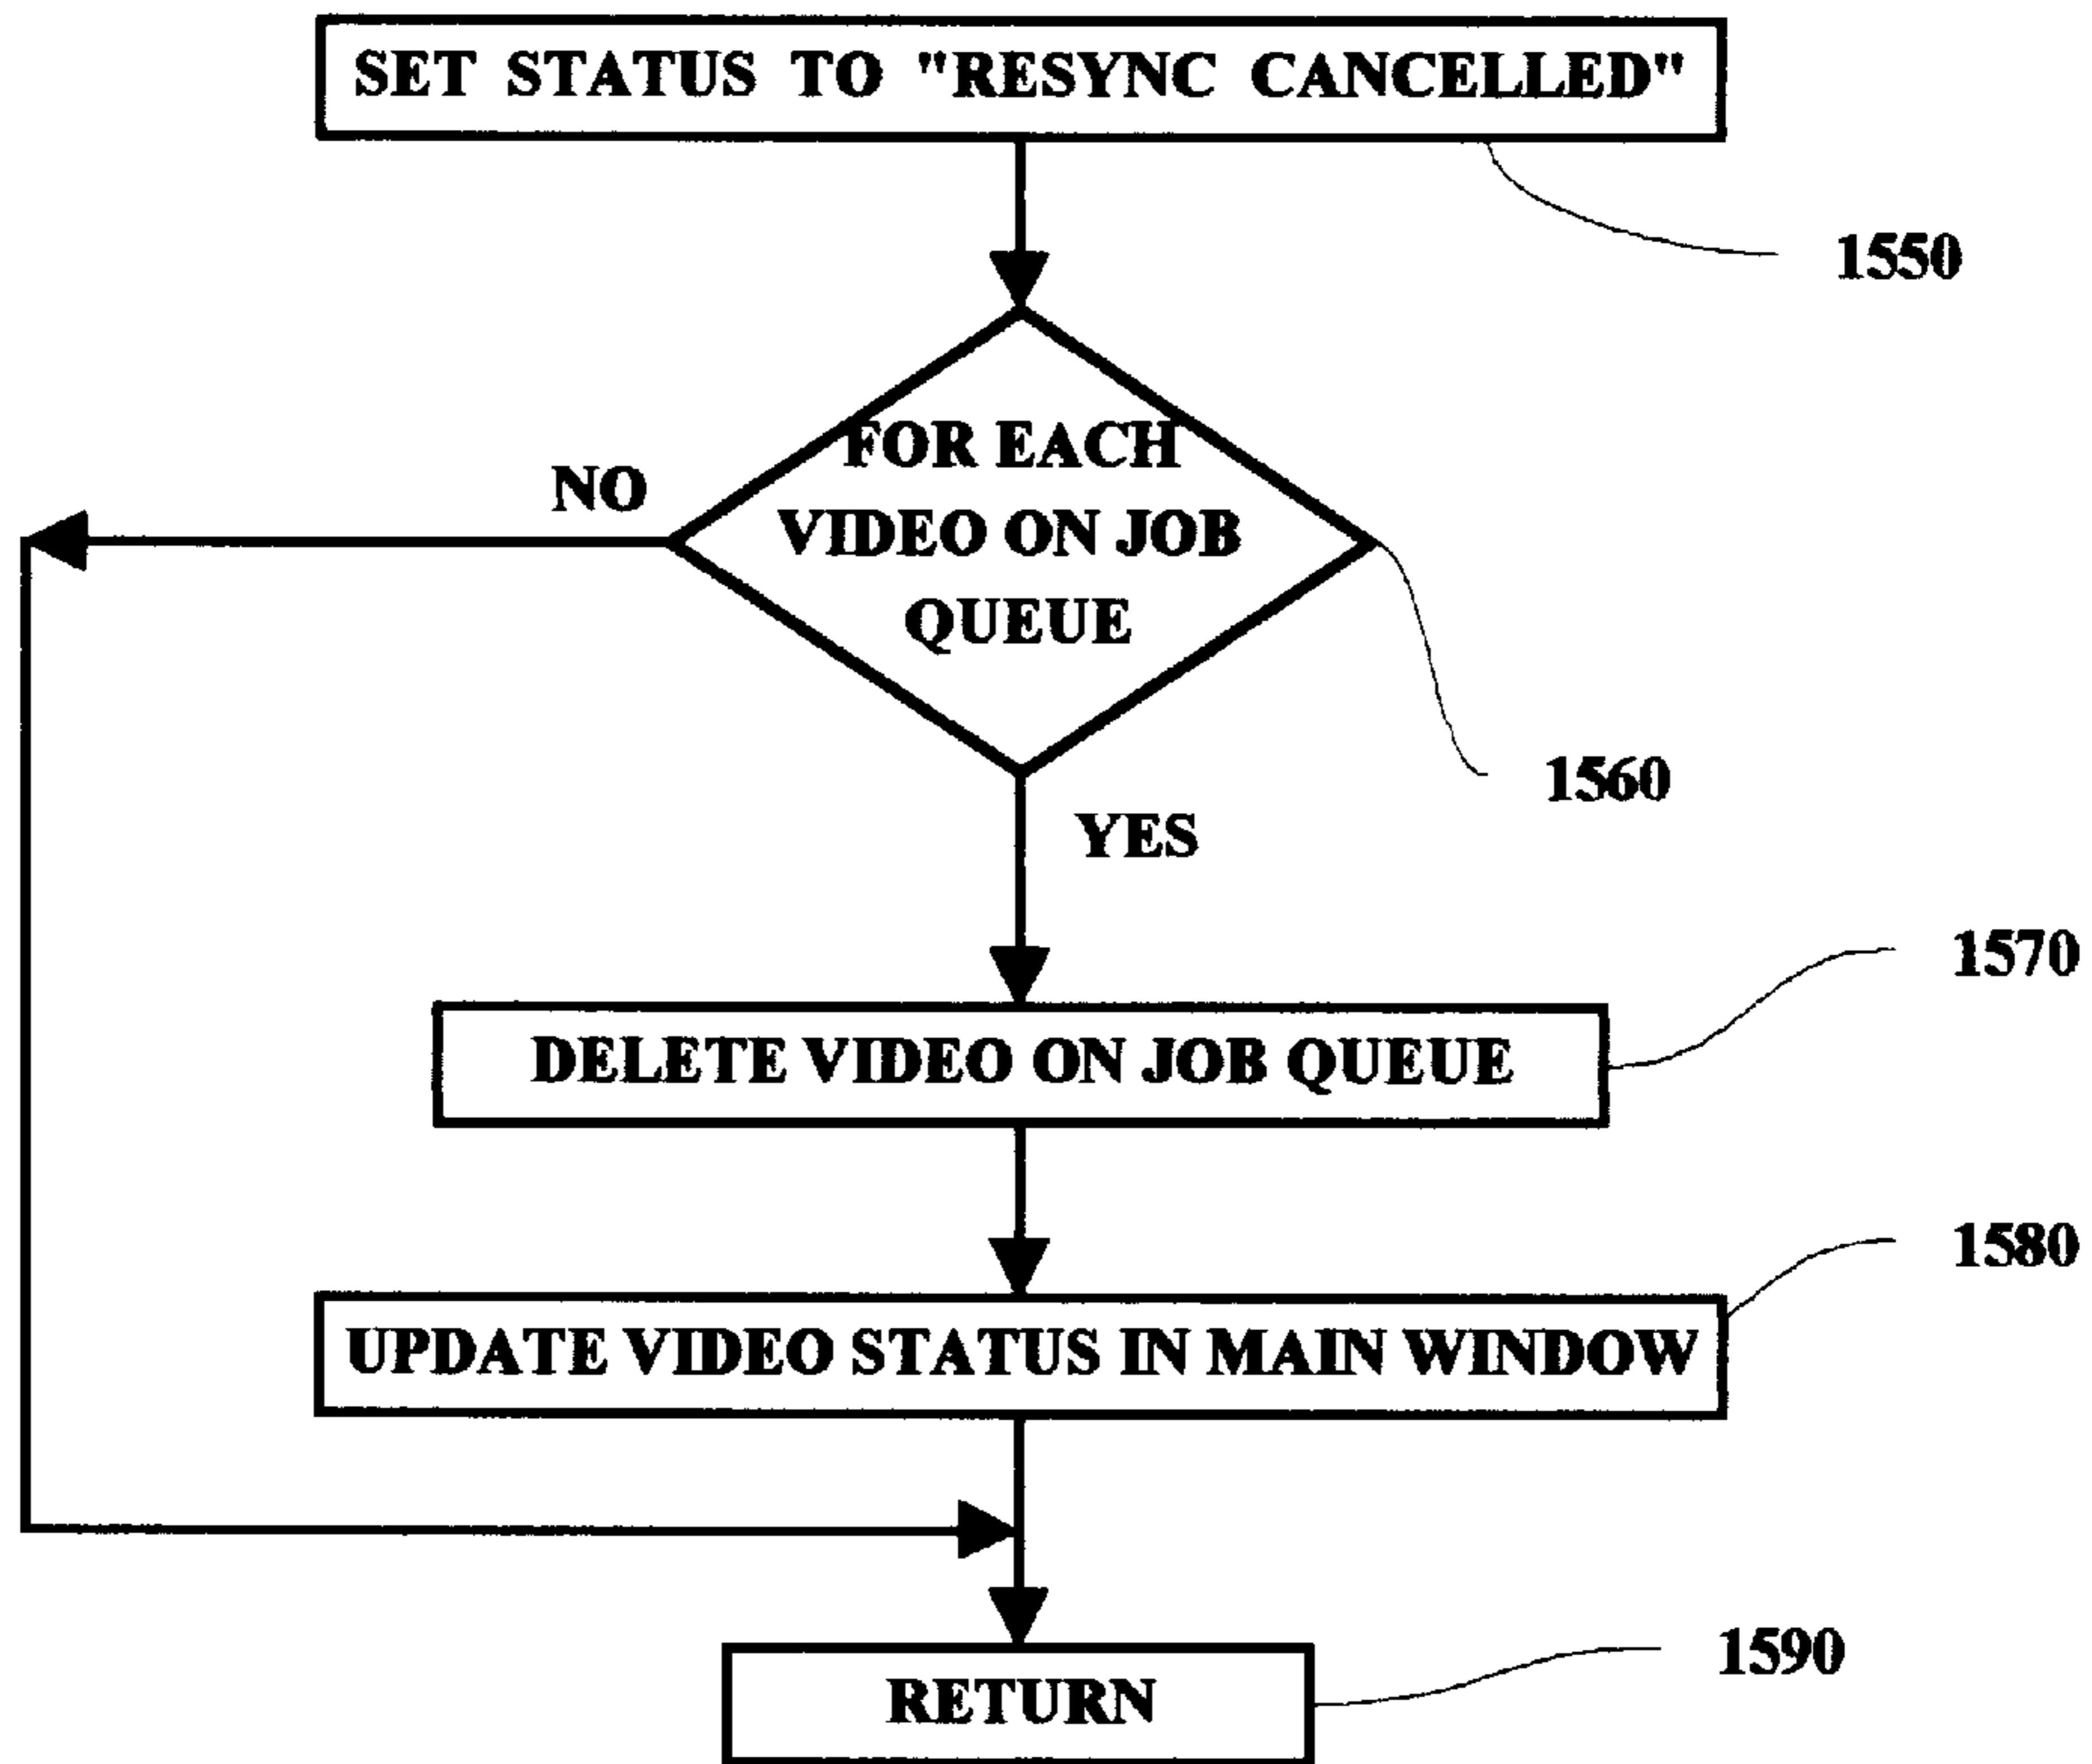 SET STATUS TO "RESYNC CANCELLED"
1550
FOR EACH
NO
VIDEO ON JOB
QUEUE
1560
YES
1570
DELETE VIDEO ON JOB QUEUE
1580
UPDATE VIDEO STATUS IN MAIN WINDOW
1590
RETURN